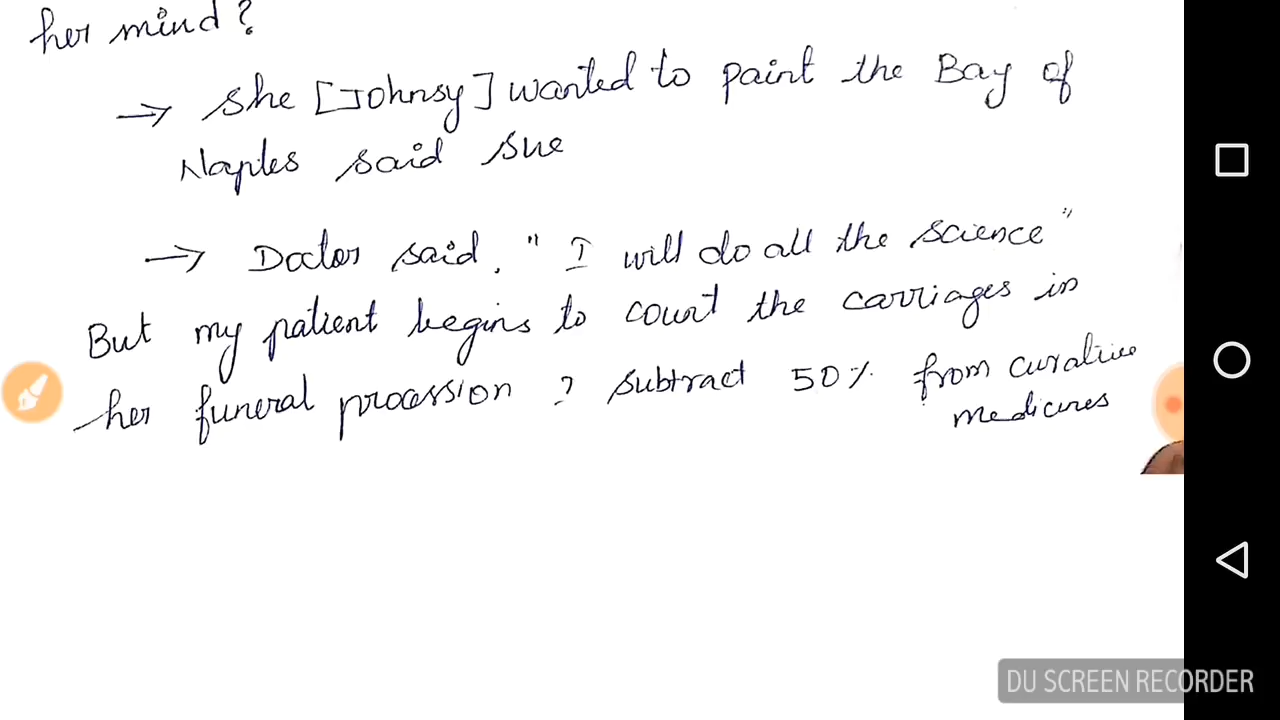 her mind?
→ she [Johnsy] wanted to paint the Bay of
Naples said sue
→ Doctor said, " I will do all the science"
But my patient begins to count the carriages in
her funeral procession ? subtract 50% from curative
medicines
DU SCREEN RECORDER